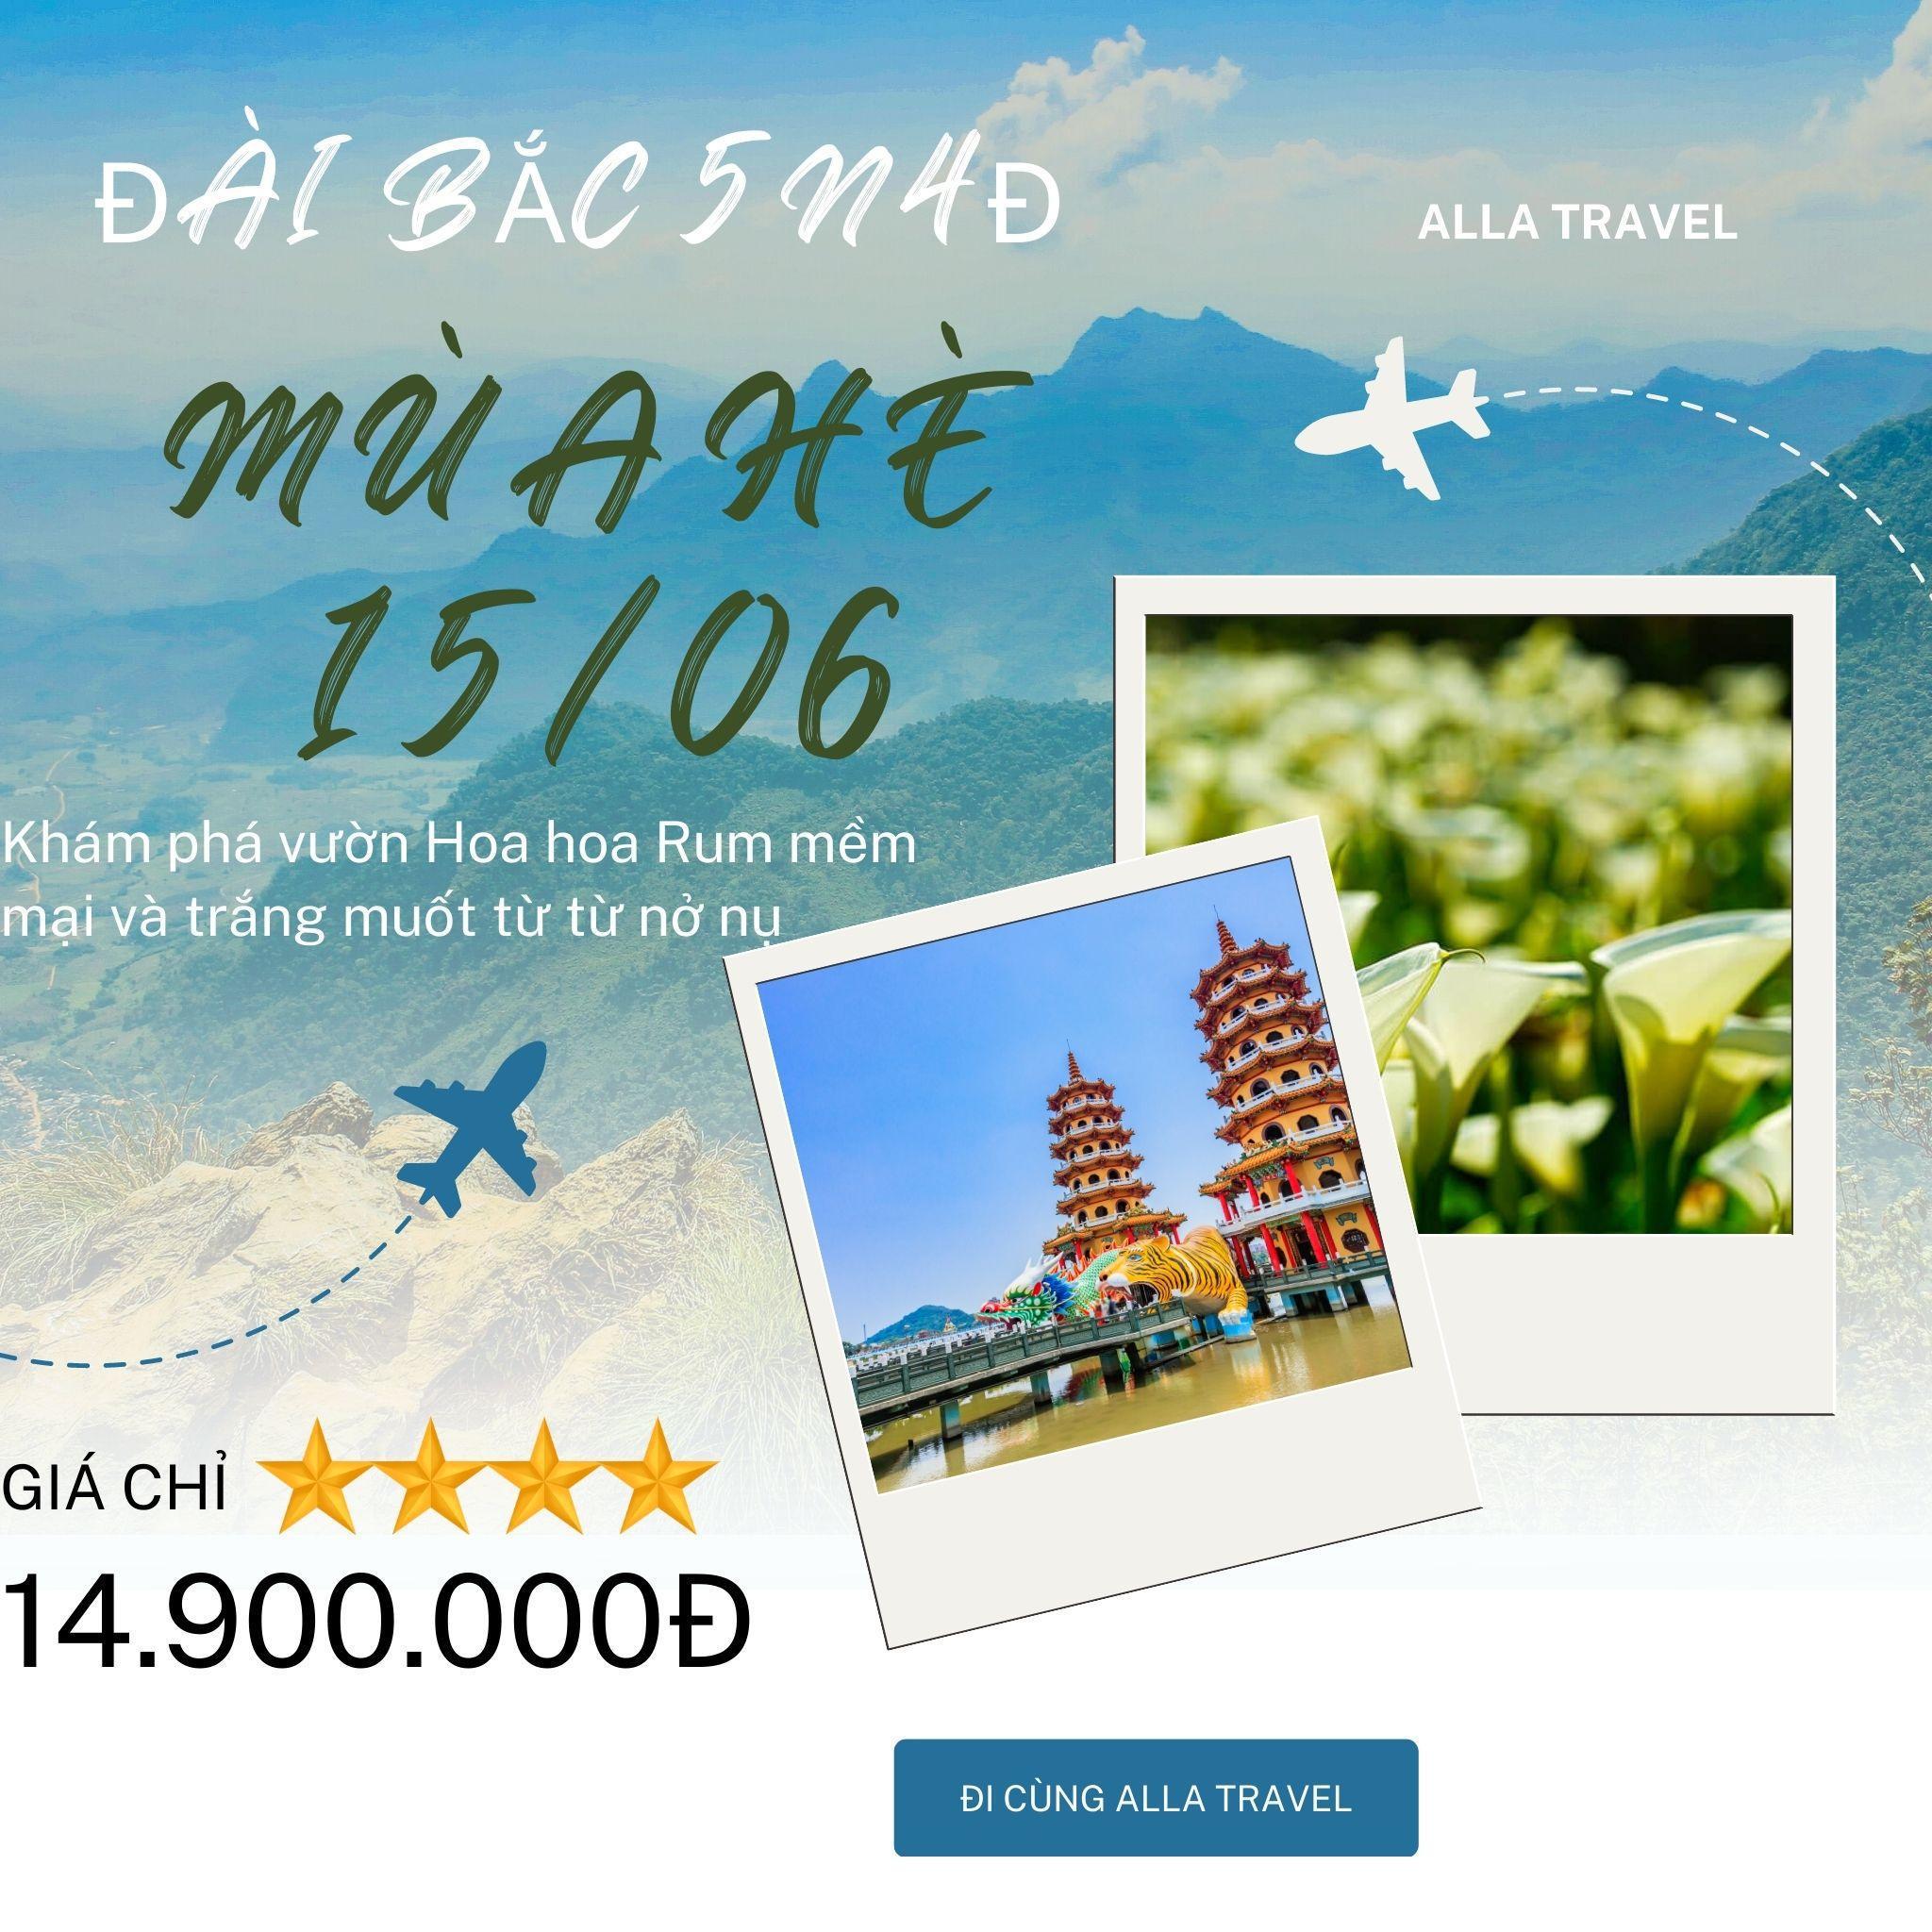 ĐÀI BẮC 5N4Đ
ALLA TRAVEL
MÙA HÈ
15/06
Khám phá vườn Hoa hoa Rum mềm
mại và trắng muốt từ từ nở nụ
GIÁ CHỈ
14.900.000Đ
ĐI CÙNG ALLA TRAVEL